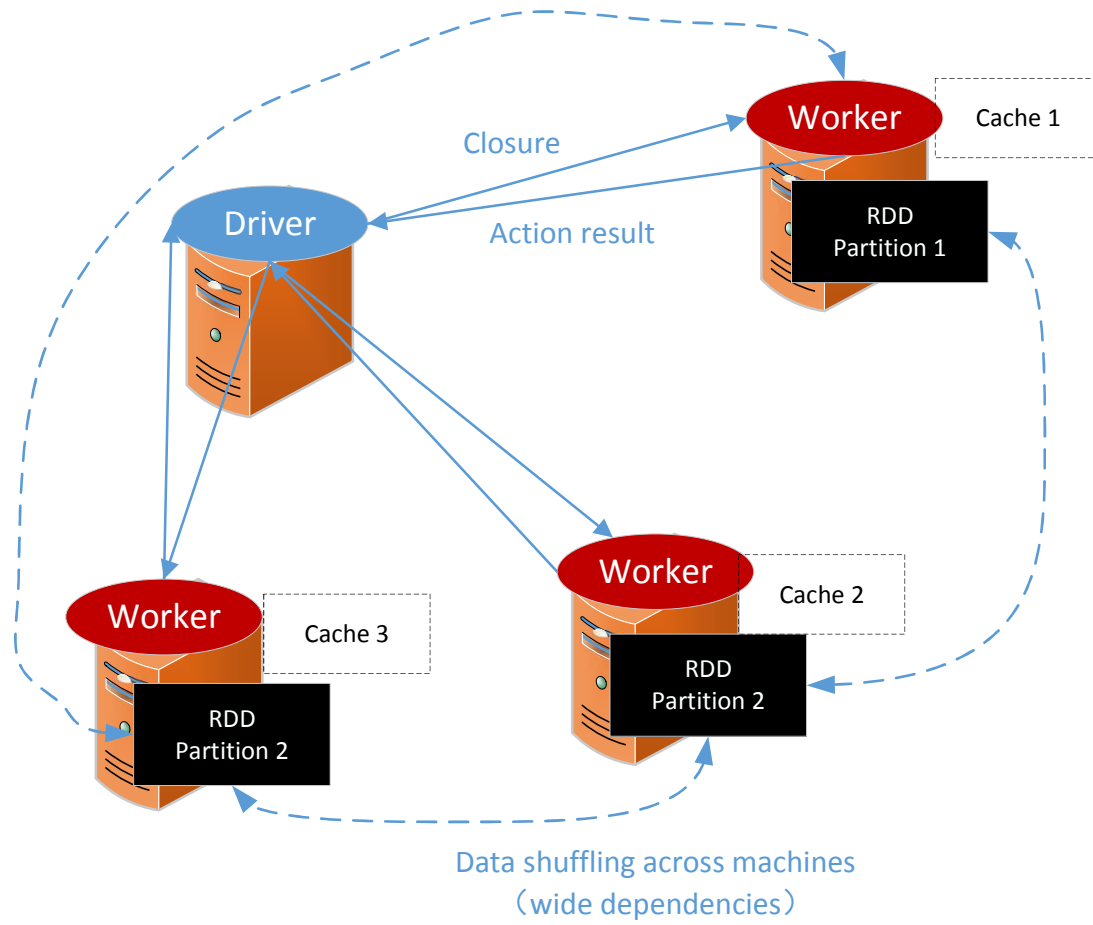 Worker
Cache 1
Closure
RDD
Partition 1
Driver
Action result
Worker
Cache 2
Worker
Cache 3
RDD
Partition 2
RDD
Partition 2
Data shuffling across machines
（wide dependencies）